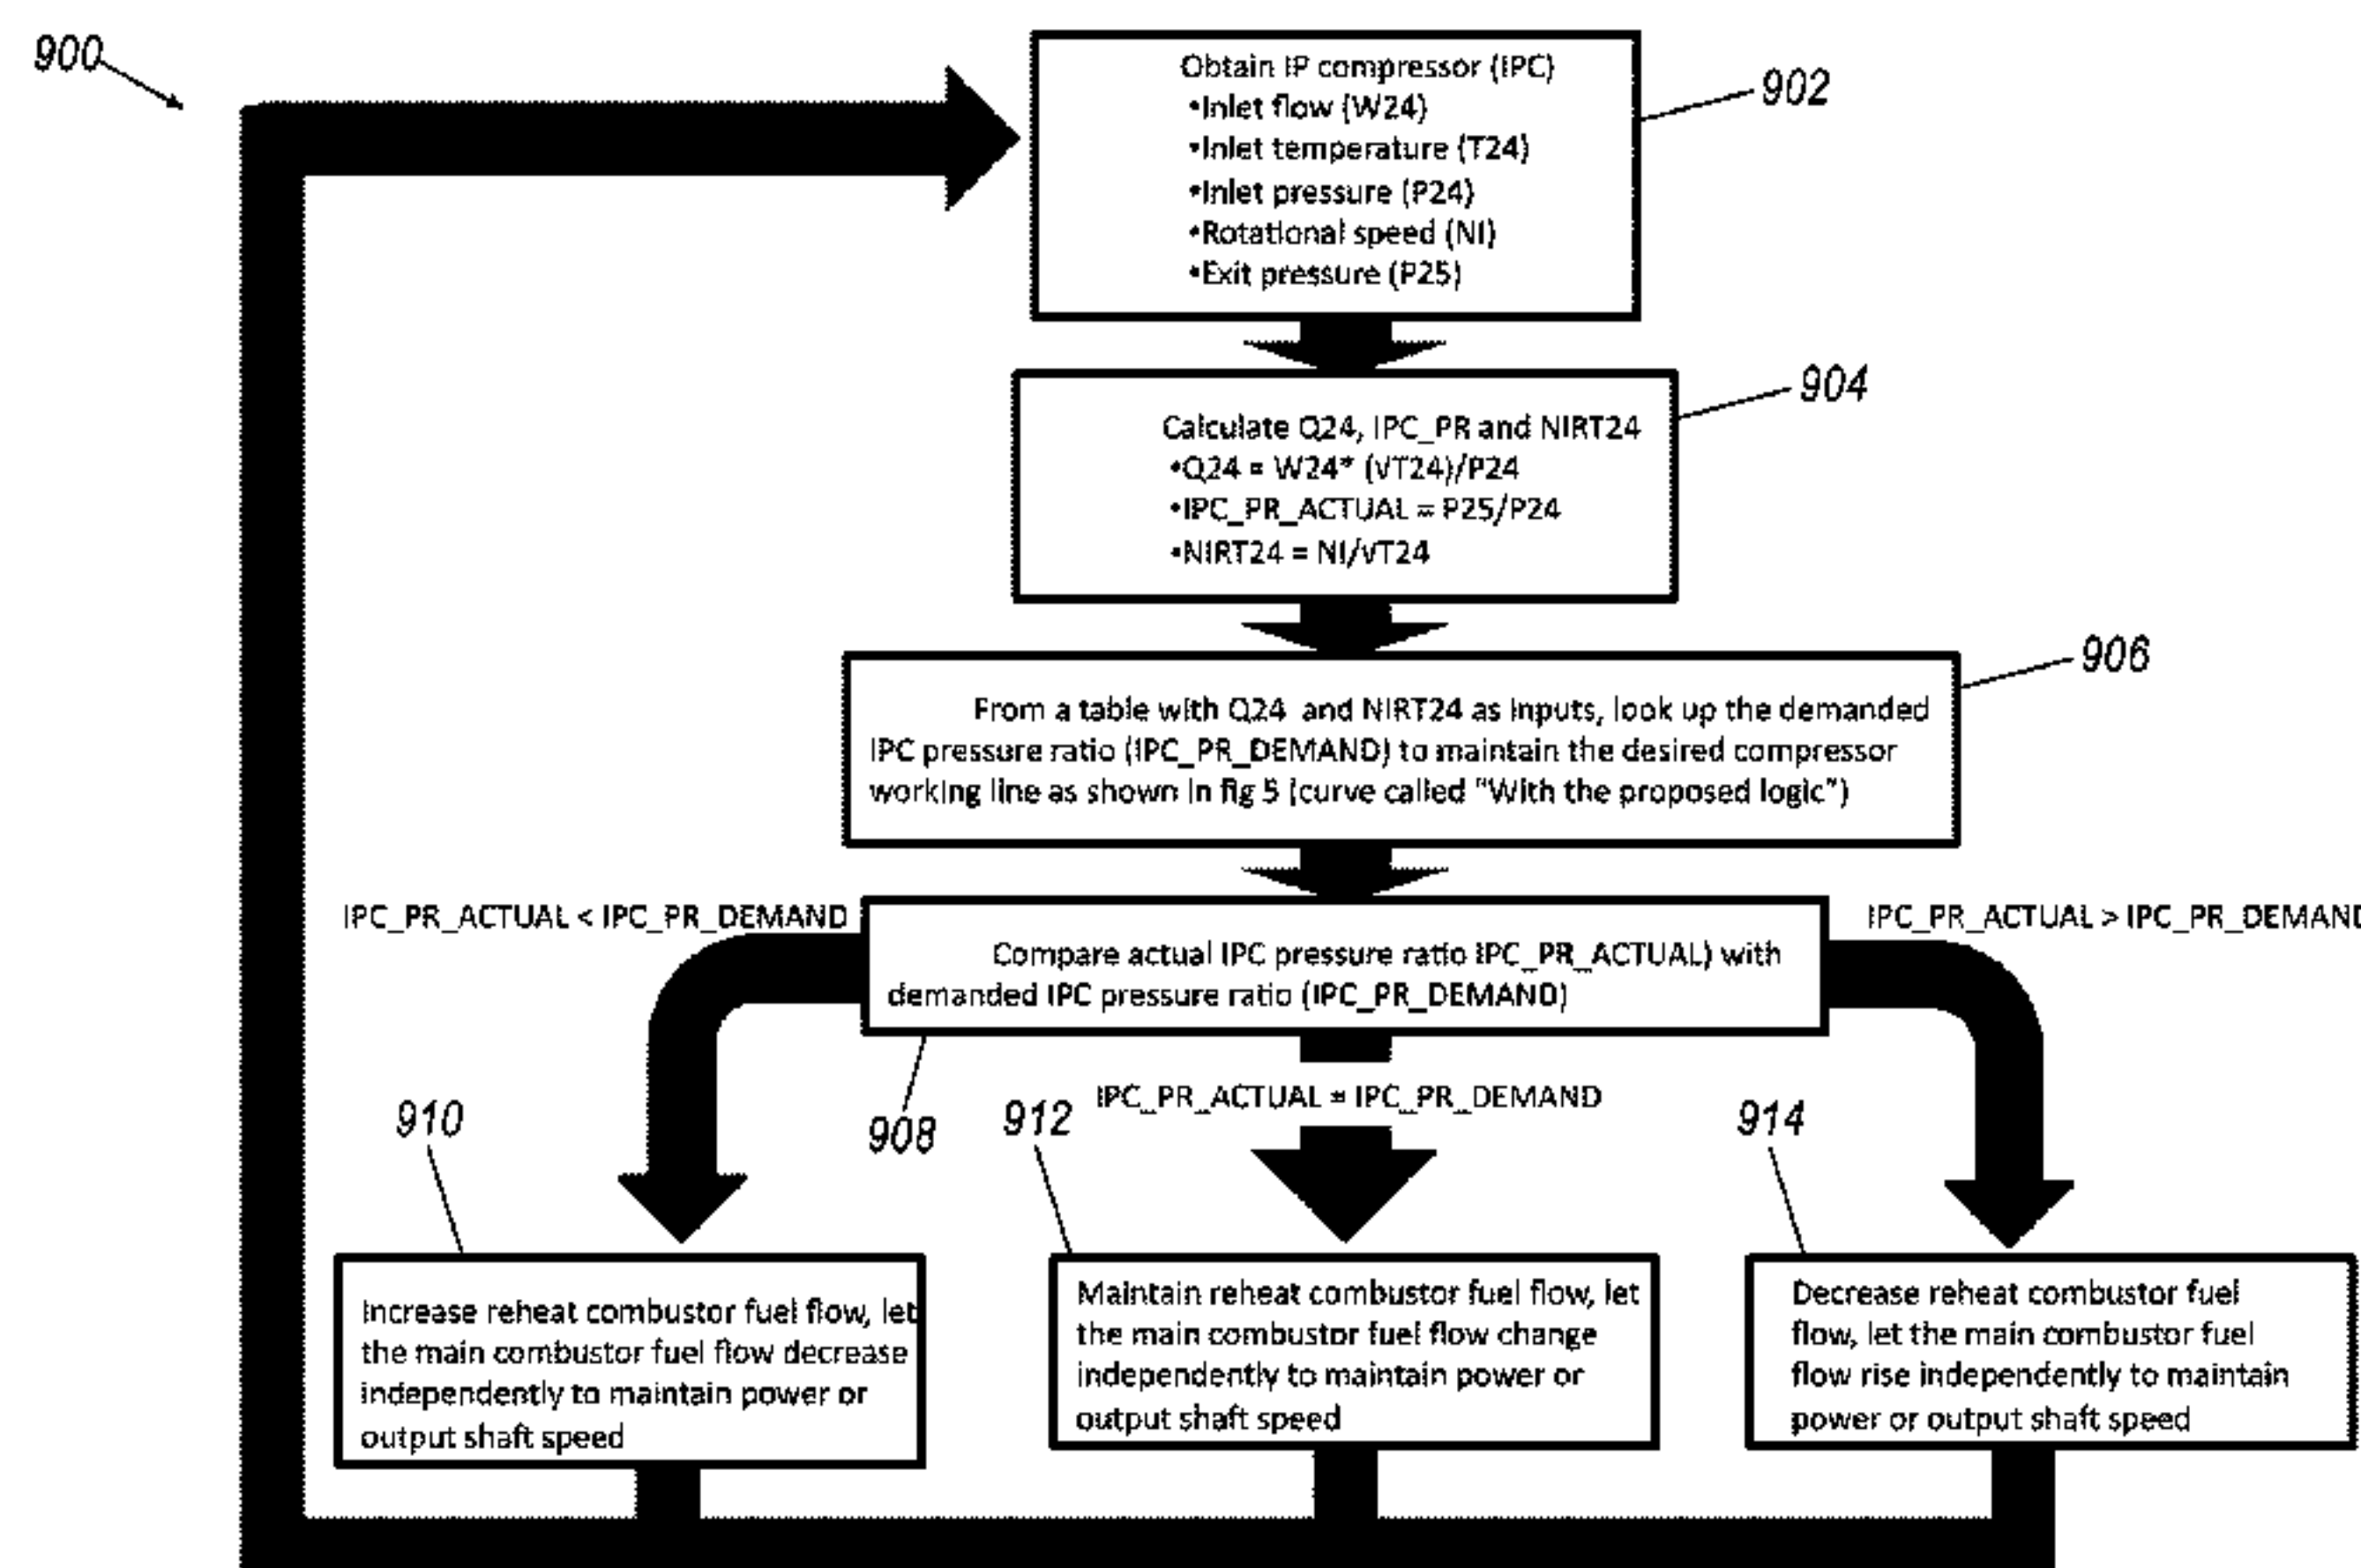 900
Obtain IP compressor (IPC)
•Inlet flow (W24)
•Inlet temperature (T24)
•Inlet pressure (P24)
•Rotational speed (NI)
•Exit pressure (P25)
902
Calculate Q24, IPC_PR and NIRT24
•Q24 = W24* (√T24)/P24
•IPC_PR_ACTUAL = P25/P24
•NIRT24 = NI/√T24
904
From a table with Q24 and NIRT24 as inputs, look up the demanded
IPC pressure ratio (IPC_PR_DEMAND) to maintain the desired compressor
working line as shown in fig 5 (curve called "With the proposed logic")
906
IPC_PR_ACTUAL < IPC_PR_DEMAND
IPC_PR_ACTUAL > IPC_PR_DEMAND
Compare actual IPC pressure ratio IPC_PR_ACTUAL) with
demanded IPC pressure ratio (IPC_PR_DEMAND)
908
IPC_PR_ACTUAL = IPC_PR_DEMAND
910
912
914
Increase reheat combustor fuel flow, let
the main combustor fuel flow decrease
independently to maintain power or
output shaft speed
Maintain reheat combustor fuel flow, let
the main combustor fuel flow change
independently to maintain power or
output shaft speed
Decrease reheat combustor fuel
flow, let the main combustor fuel
flow rise independently to maintain
power or output shaft speed